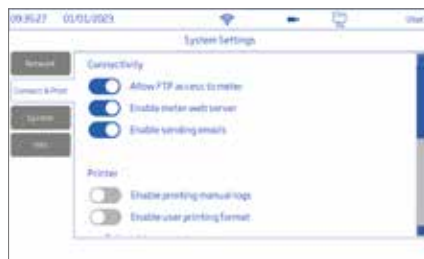 09:35:27 01/01/2023 User
System Settings
Network
Connect & Print
System
Connectivity
Allow FTP access to meter
Enable meter web server
Enable sending emails
Printer
Enable printing manual logs
Enable user printing format